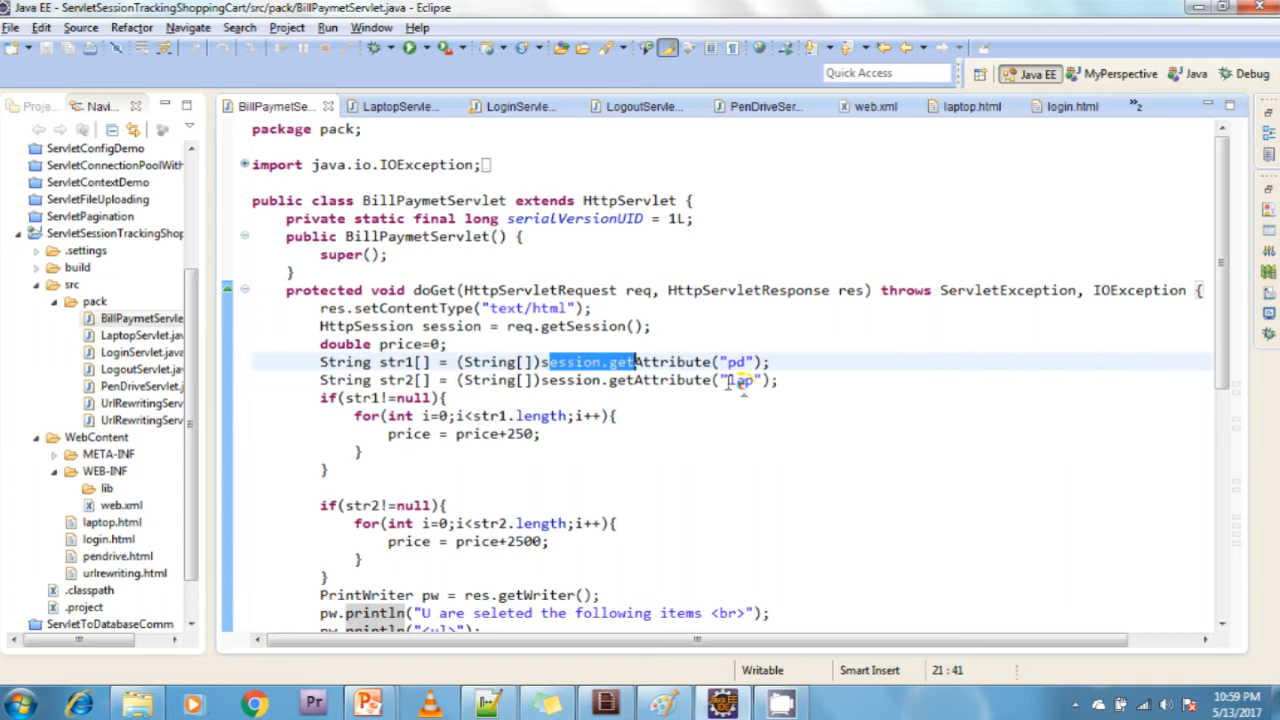 Java EE - ServletSessionTrackingShoppingCart/src/pack/BillPaymetServlet.java - Eclipse
File Edit Source Refactor Navigate Search Project Run Window Help
Quick Access
Java EE MyPerspective Java Debug
Proje... Navi...
BillPaymetSe... LaptopServle... LoginServle... LogoutServle... PenDriveSer... web.xml laptop.html login.html »2
ServletConfigDemo
ServletConnectionPoolWith
ServletContextDemo
ServletFileUploading
ServletPagination
ServletSessionTrackingShop
.settings
build
src
pack
BillPaymetServle
LaptopServlet.jav
LoginServlet.java
LogoutServlet.jav
PenDriveServlet.j
UrlRewritingServl
UrlRewritingServl
WebContent
META-INF
WEB-INF
lib
web.xml
laptop.html
login.html
pendrive.html
urlrewriting.html
.classpath
.project
ServletToDatabaseComm
package pack;
import java.io.IOException;
public class BillPaymetServlet extends HttpServlet {
private static final long serialVersionUID = 1L;
public BillPaymetServlet() {
super();
}
protected void doGet(HttpServletRequest req, HttpServletResponse res) throws ServletException, IOException {
res.setContentType("text/html");
HttpSession session = req.getSession();
double price=0;
String str1[] = (String[])session.getAttribute("pd");
String str2[] = (String[])session.getAttribute("lap");
if(str1!=null){
for(int i=0;i<str1.length;i++){
price = price+250;
}
}
if(str2!=null){
for(int i=0;i<str2.length;i++){
price = price+2500;
}
}
PrintWriter pw = res.getWriter();
pw.println("U are seleted the following items <br>");
pw.println("<ul>");
Writable Smart Insert 21 : 41
10:59 PM
5/13/2017